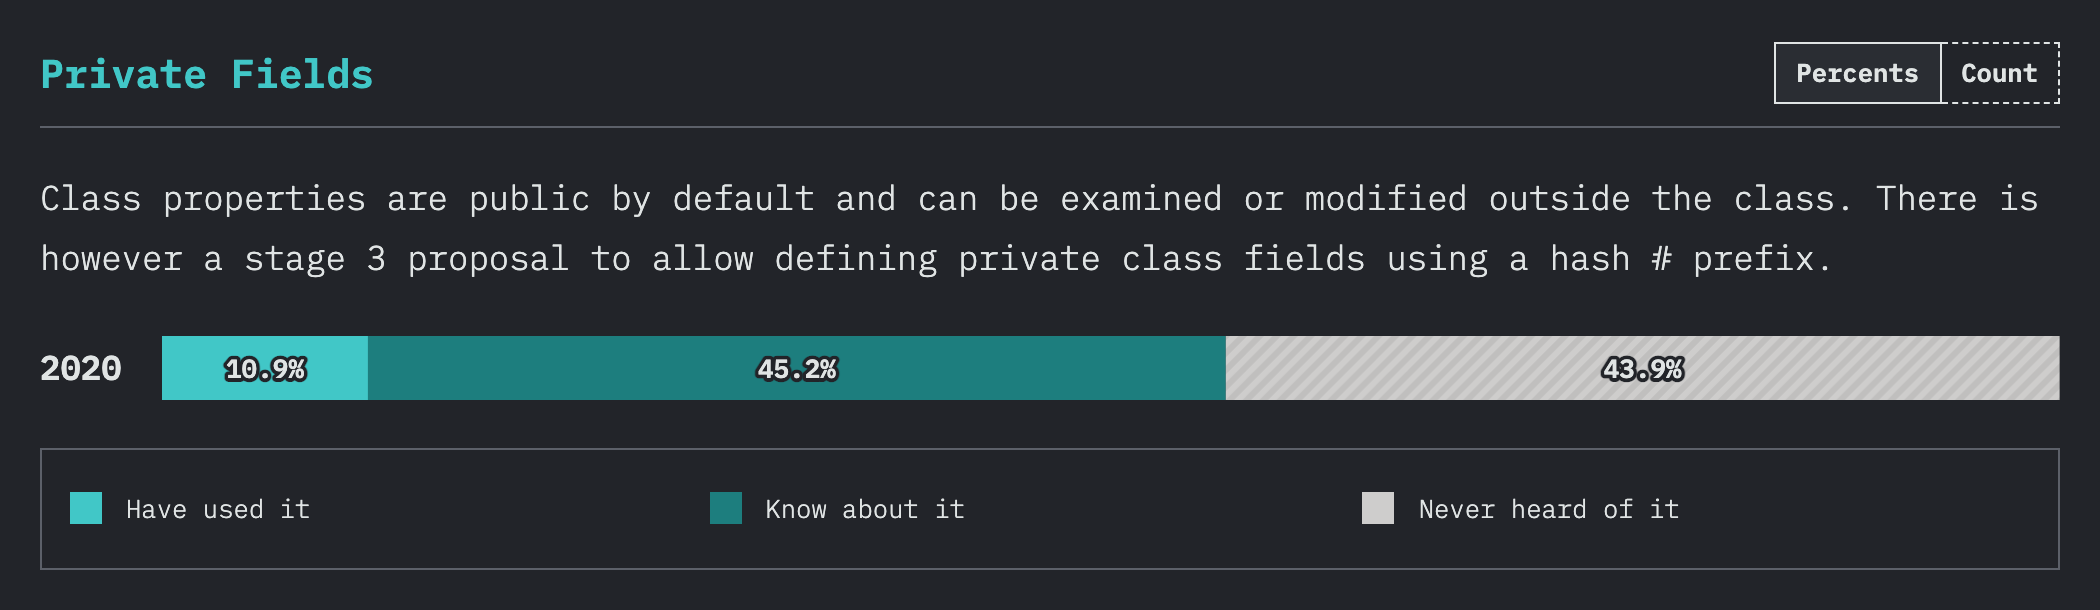 Private Fields
Percents Count
Class properties are public by default and can be examined or modified outside the class. There is
however a stage 3 proposal to allow defining private class fields using a hash # prefix.
2020 10.9% 45.2% 43.9%
Have used it Know about it Never heard of it